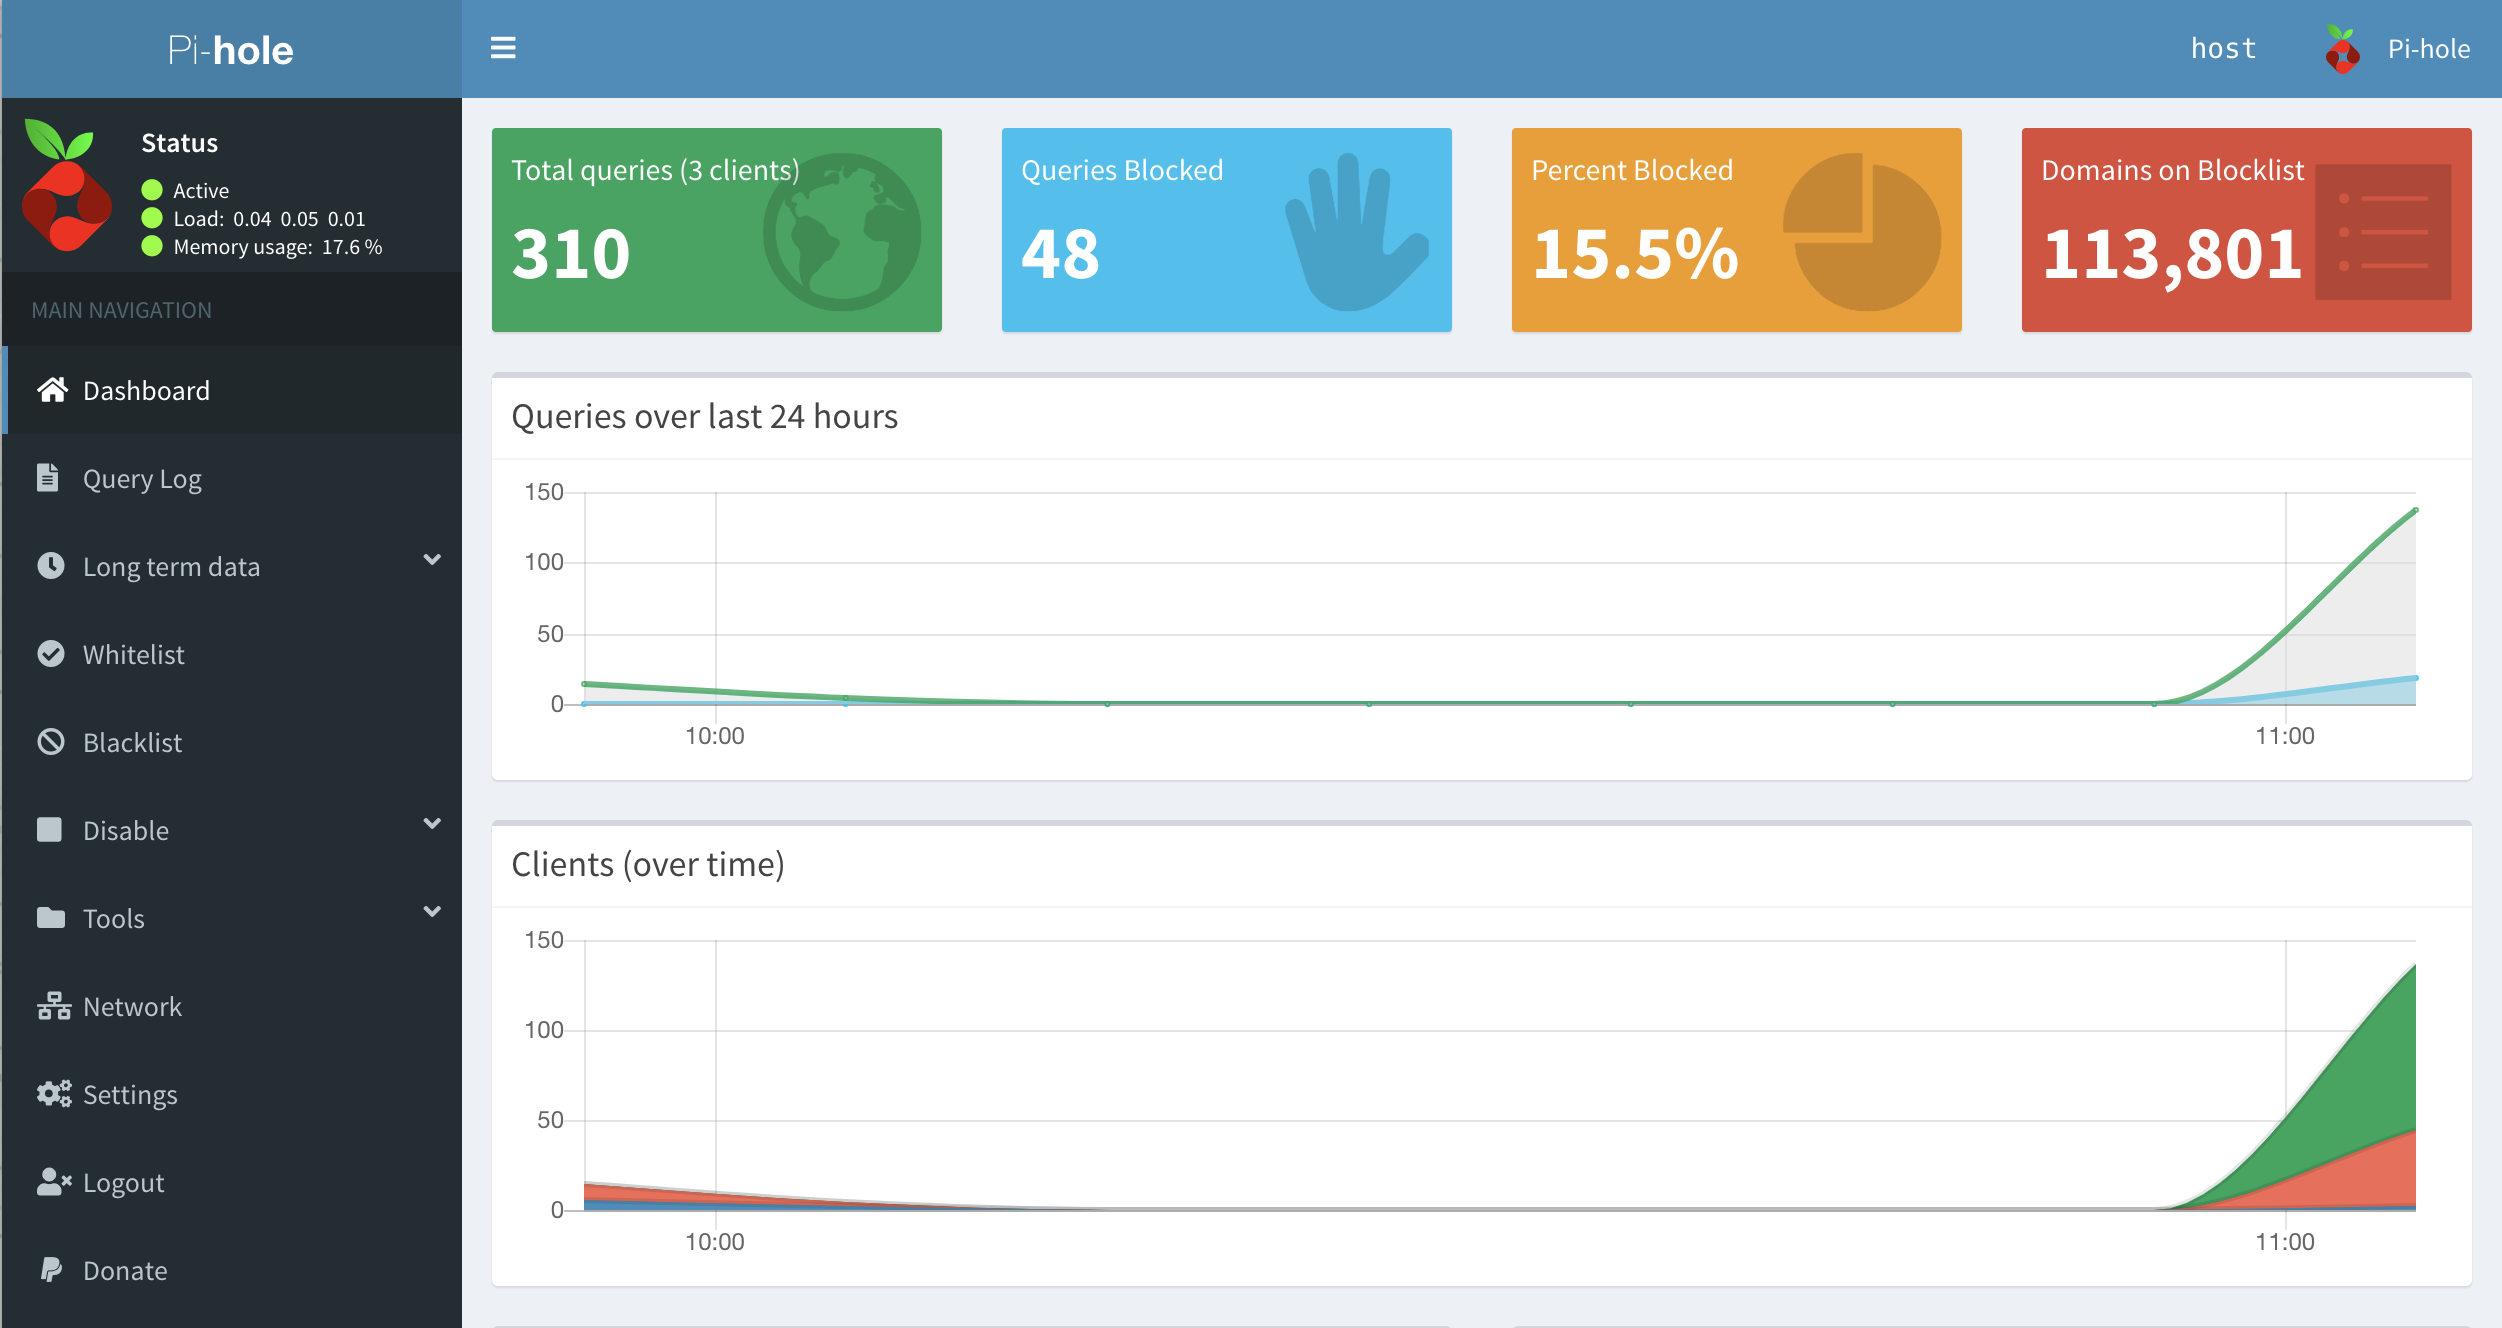 Pi-hole
host
Pi-hole
Status
Active
Load: 0.04 0.05 0.01
Memory usage: 17.6 %
MAIN NAVIGATION
Dashboard
Query Log
Long term data
Whitelist
Blacklist
Disable
Tools
Network
Settings
Logout
Donate
Total queries (3 clients)
310
Queries Blocked
48
Percent Blocked
15.5%
Domains on Blocklist
113,801
Queries over last 24 hours
150
100
50
0
10:00
11:00
Clients (over time)
150
100
50
0
10:00
11:00